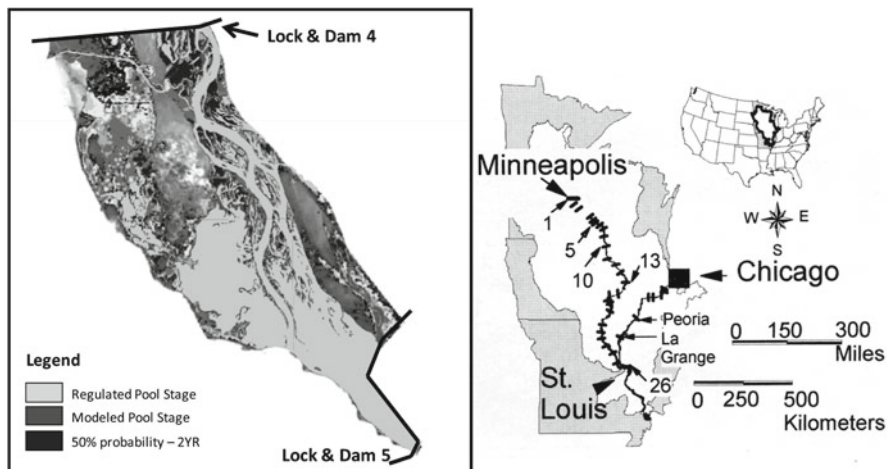 Lock & Dam 4
Legend
Regulated Pool Stage
Modeled Pool Stage
50% probability – 2YR
Lock & Dam 5
Minneapolis
1
5
10
13
N
W E
S
Chicago
Peoria
La
Grange
26
St.
Louis
0 150 300
Miles
0 250 500
Kilometers